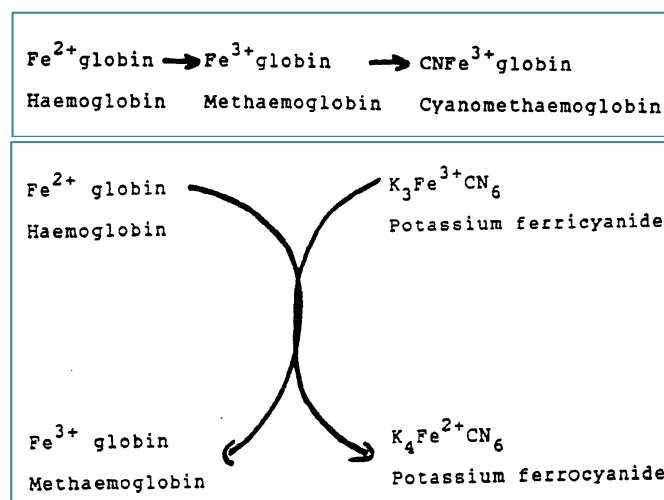 Fe²⁺globin → Fe³⁺globin → CNFe³⁺globin
Haemoglobin Methaemoglobin Cyanomethaemoglobin
Fe²⁺ globin K₃Fe³⁺CN₆
Haemoglobin Potassium ferricyanide
Fe³⁺ globin K₄Fe²⁺CN₆
Methaemoglobin Potassium ferrocyanide